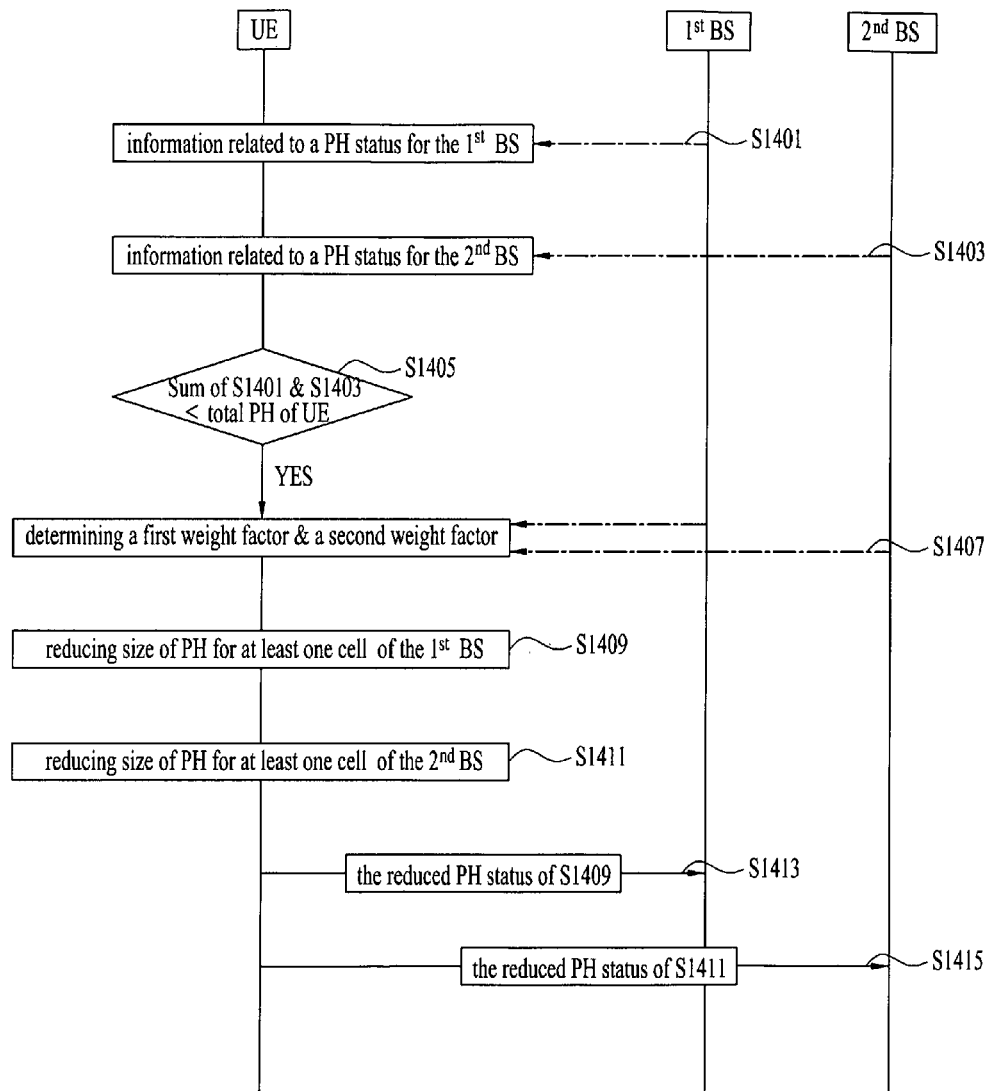 UE
1st BS
2nd BS
information related to a PH status for the 1st BS
S1401
information related to a PH status for the 2nd BS
S1403
S1405
Sum of S1401 & S1403
< total PH of UE
YES
determining a first weight factor & a second weight factor
S1407
reducing size of PH for at least one cell of the 1st BS
S1409
reducing size of PH for at least one cell of the 2nd BS
S1411
the reduced PH status of S1409
S1413
the reduced PH status of S1411
S1415